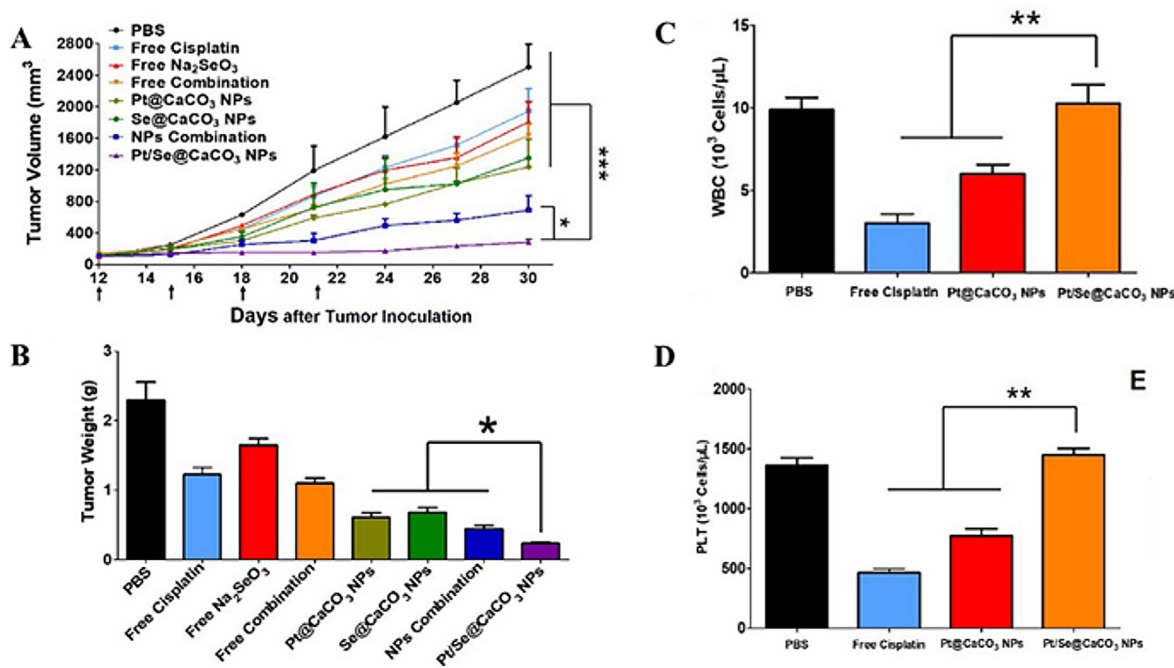 A
Tumor Volume (mm³)
2800
2400
2000
1600
1200
800
400
0
PBS
Free Cisplatin
Free Na₂SeO₃
Free Combination
Pt@CaCO₃ NPs
Se@CaCO₃ NPs
NPs Combination
Pt/Se@CaCO₃ NPs
***
*
12 14 16 18 20 22 24 26 28 30
Days after Tumor Inoculation
B
Tumor Weight (g)
3
2
1
0
*
PBS
Free Cisplatin
Free Na₂SeO₃
Free Combination
Pt@CaCO₃ NPs
Se@CaCO₃ NPs
NPs Combination
Pt/Se@CaCO₃ NPs
C
WBC (10³ Cells/µL)
15
10
5
0
**
PBS Free Cisplatin Pt@CaCO₃ NPs Pt/Se@CaCO₃ NPs
D
E
PLT (10³ Cells/µL)
2000
1500
1000
500
0
**
PBS Free Cisplatin Pt@CaCO₃ NPs Pt/Se@CaCO₃ NPs